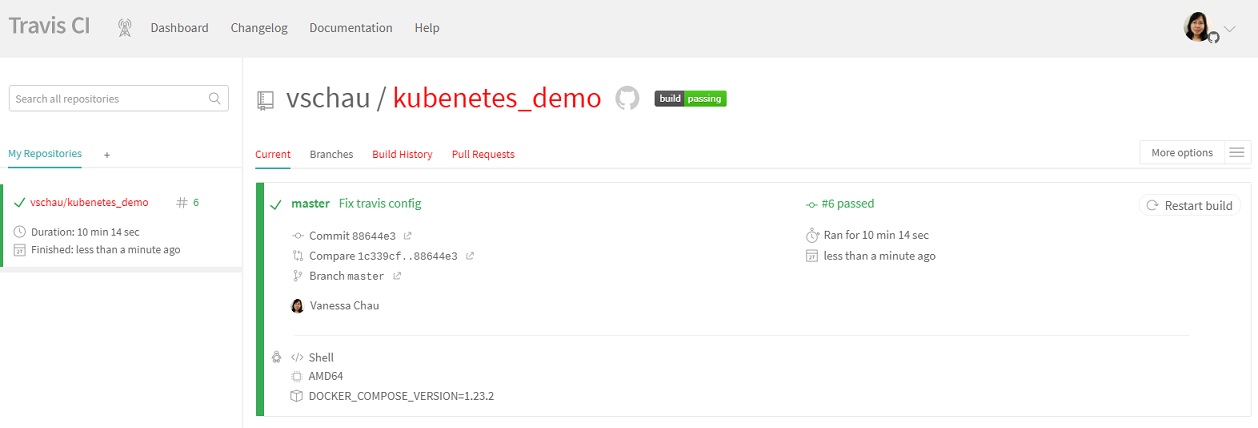 Travis CI Dashboard Changelog Documentation Help
Search all repositories
vschau / kubenetes_demo build passing
My Repositories +
Current Branches Build History Pull Requests More options
vschau/kubenetes_demo # 6
Duration: 10 min 14 sec
Finished: less than a minute ago
master Fix travis config #6 passed Restart build
Commit 88644e3 Ran for 10 min 14 sec
Compare 1c339cf..88644e3 less than a minute ago
Branch master
Vanessa Chau
</> Shell
AMD64
DOCKER_COMPOSE_VERSION=1.23.2